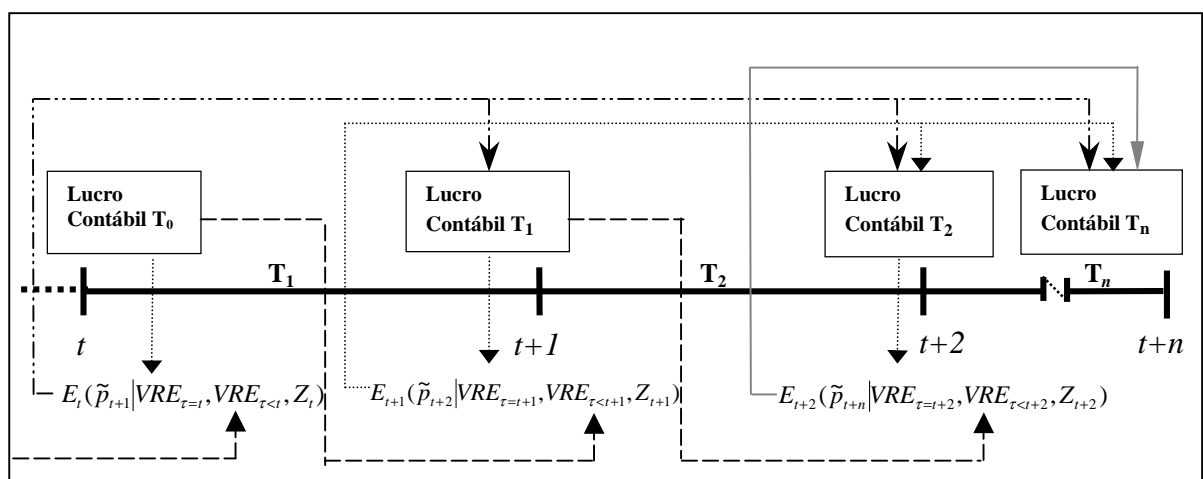 Lucro
Contábil T₀
Lucro
Contábil T₁
Lucro
Contábil T₂
Lucro
Contábil Tₙ
T₁
T₂
Tₙ
t
t+1
t+2
t+n
E_t(p̃_{t+1}|VRE_{τ=t},VRE_{τ<t},Z_t)
E_{t+1}(p̃_{t+2}|VRE_{τ=t+1},VRE_{τ<t+1},Z_{t+1})
E_{t+2}(p̃_{t+n}|VRE_{τ=t+2},VRE_{τ<t+2},Z_{t+2})